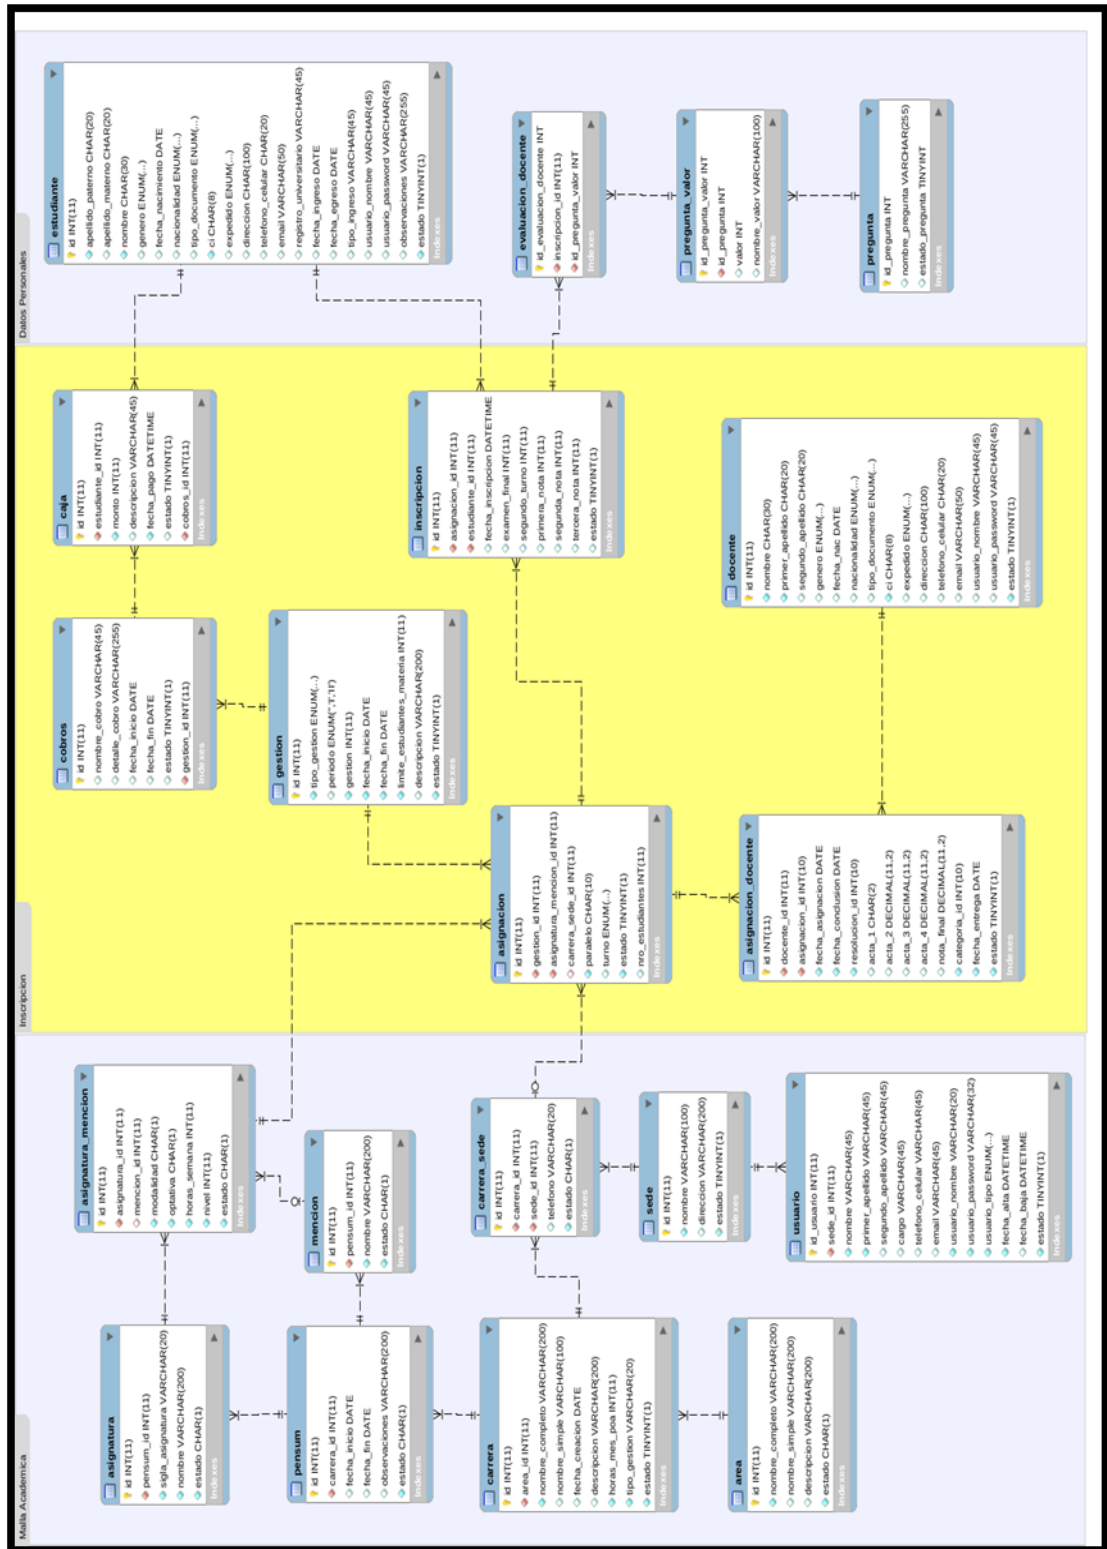 Datos Personales
estudiante
id INT(11)
apellido_paterno CHAR(20)
apellido_materno CHAR(20)
nombre CHAR(30)
genero ENUM(...)
fecha_nacimiento DATE
nacionalidad ENUM(...)
tipo_documento ENUM(...)
ci CHAR(8)
expedido ENUM(...)
direccion CHAR(100)
telefono_celular CHAR(20)
email VARCHAR(50)
registro_universitario VARCHAR(45)
fecha_ingreso DATE
fecha_egreso DATE
tipo_ingreso VARCHAR(45)
usuario_nombre VARCHAR(45)
usuario_password VARCHAR(45)
observaciones VARCHAR(255)
estado TINYINT(1)
Indexes
evaluacion_docente
id_evaluacion_docente INT
inscripcion_id INT(11)
id_pregunta_valor INT
Indexes
pregunta_valor
id_pregunta_valor INT
id_pregunta INT
valor INT
nombre_valor VARCHAR(100)
Indexes
pregunta
id_pregunta INT
nombre_pregunta VARCHAR(255)
estado_pregunta TINYINT
Indexes
Inscripcion
caja
id INT(11)
estudiante_id INT(11)
monto INT(11)
descripcion VARCHAR(45)
fecha_pago DATETIME
estado TINYINT(1)
cobros_id INT(11)
Indexes
inscripcion
id INT(11)
asignacion_id INT(11)
estudiante_id INT(11)
fecha_inscripcion DATETIME
examen_final INT(11)
segundo_turno INT(11)
primera_nota INT(11)
segunda_nota INT(11)
tercera_nota INT(11)
estado TINYINT(1)
Indexes
docente
id INT(11)
nombre CHAR(30)
primer_apellido CHAR(20)
segundo_apellido CHAR(20)
genero ENUM(...)
fecha_nac DATE
nacionalidad ENUM(...)
tipo_documento ENUM(...)
ci CHAR(8)
expedido ENUM(...)
direccion CHAR(100)
telefono_celular CHAR(20)
email VARCHAR(50)
usuario_nombre VARCHAR(45)
usuario_password VARCHAR(45)
estado TINYINT(1)
Indexes
cobros
id INT(11)
nombre_cobro VARCHAR(45)
detalle_cobro VARCHAR(255)
fecha_inicio DATE
fecha_fin DATE
estado TINYINT(1)
gestion_id INT(11)
Indexes
gestion
id INT(11)
tipo_gestion ENUM(...)
periodo
gestion INT(11)
fecha_inicio DATE
fecha_fin DATE
limite_estudiantes_materia INT(11)
descripcion VARCHAR(200)
estado TINYINT(1)
Indexes
asignacion
id INT(11)
gestion_id INT(11)
asignatura_mencion_id INT(11)
carrera_sede_id INT(11)
paralelo CHAR(10)
turno ENUM(...)
estado TINYINT(1)
nro_estudiantes INT(11)
Indexes
asignacion_docente
id INT(11)
docente_id INT(11)
asignacion_id INT(10)
fecha_asignacion DATE
fecha_conclusion DATE
resolucion_id INT(10)
acta_1 CHAR(2)
acta_2 DECIMAL(11,2)
acta_3 DECIMAL(11,2)
acta_4 DECIMAL(11,2)
nota_final DECIMAL(11,2)
categoria_id INT(10)
fecha_entrega DATE
estado TINYINT(1)
Indexes
Malla Academica
asignatura_mencion
id INT(11)
asignatura_id INT(11)
mencion_id INT(11)
modalidad CHAR(1)
optativa CHAR(1)
horas_semana INT(11)
nivel INT(11)
estado CHAR(1)
Indexes
mencion
id INT(11)
pensum_id INT(11)
nombre VARCHAR(200)
estado CHAR(1)
Indexes
carrera_sede
id INT(11)
carrera_id INT(11)
sede_id INT(11)
telefono VARCHAR(20)
estado CHAR(1)
Indexes
sede
id INT(11)
nombre VARCHAR(100)
direccion VARCHAR(200)
estado TINYINT(1)
Indexes
usuario
id_usuario INT(11)
sede_id INT(11)
nombre VARCHAR(45)
primer_apellido VARCHAR(45)
segundo_apellido VARCHAR(45)
cargo VARCHAR(45)
telefono_celular VARCHAR(45)
email VARCHAR(45)
usuario_nombre VARCHAR(20)
usuario_password VARCHAR(32)
usuario_tipo ENUM(...)
fecha_alta DATETIME
fecha_baja DATETIME
estado TINYINT(1)
Indexes
asignatura
id INT(11)
pensum_id INT(11)
sigla_asignatura VARCHAR(20)
nombre VARCHAR(200)
estado CHAR(1)
Indexes
pensum
id INT(11)
carrera_id INT(11)
fecha_inicio DATE
fecha_fin DATE
observaciones VARCHAR(200)
estado CHAR(1)
Indexes
carrera
id INT(11)
area_id INT(11)
nombre_completo VARCHAR(200)
nombre_simple VARCHAR(100)
fecha_creacion DATE
descripcion VARCHAR(200)
horas_mes_poa INT(11)
tipo_gestion VARCHAR(20)
estado TINYINT(1)
Indexes
area
id INT(11)
nombre_completo VARCHAR(200)
nombre_simple VARCHAR(200)
descripcion VARCHAR(200)
estado CHAR(1)
Indexes